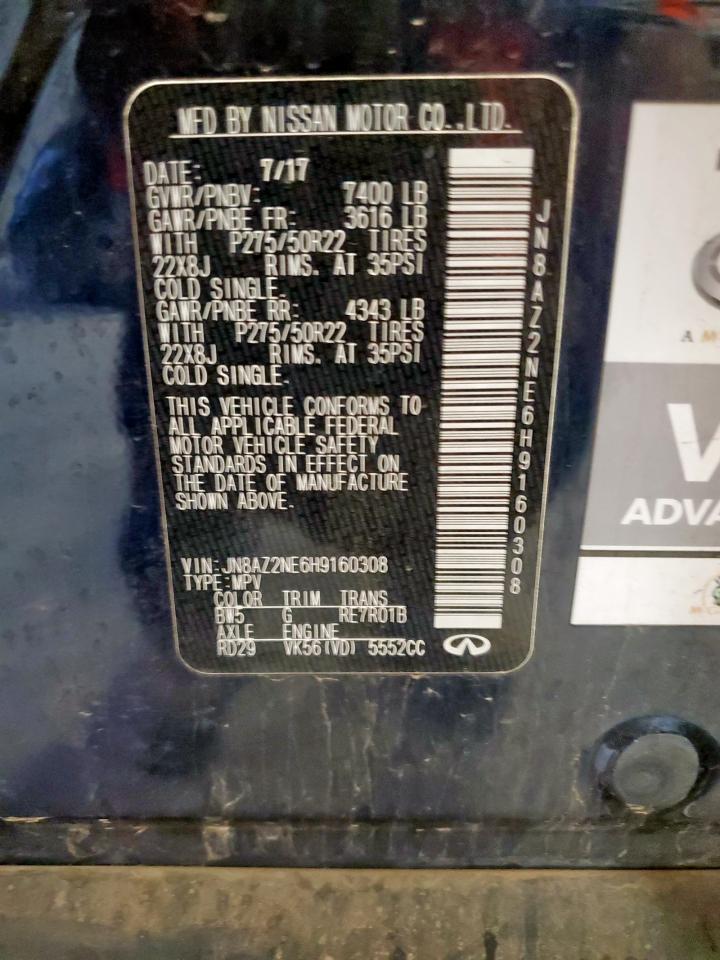 MFD BY NISSAN MOTOR CO.,LTD.
DATE: 7/17
GVWR/PNBV: 7400 LB
GAWR/PNBE FR: 3616 LB
WITH P275/50R22 TIRES
22X8J RIMS. AT 35PSI
COLD SINGLE.
GAWR/PNBE RR: 4343 LB
WITH P275/50R22 TIRES
22X8J RIMS. AT 35PSI
COLD SINGLE.
THIS VEHICLE CONFORMS TO
ALL APPLICABLE FEDERAL
MOTOR VEHICLE SAFETY
STANDARDS IN EFFECT ON
THE DATE OF MANUFACTURE
SHOWN ABOVE.
VIN:JN8AZ2NE6H9160308
TYPE:MPV
COLOR TRIM TRANS
BW5 G RE7R01B
AXLE ENGINE
RD29 VK56(VD) 5552CC
JN8AZ2NE6H9160308
A M
V
ADVA